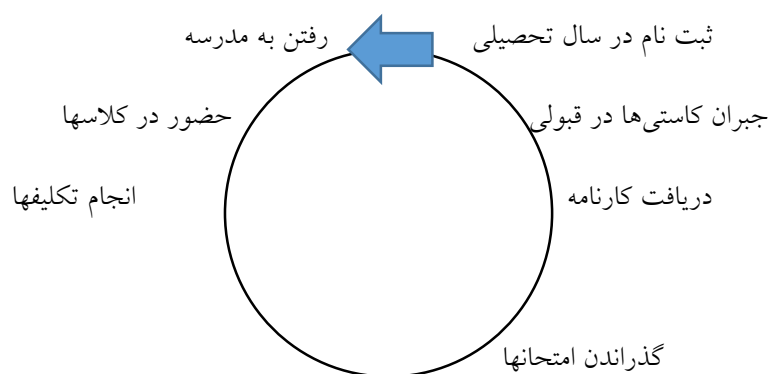 ثبت نام در سال تحصیلی
رفتن به مدرسه
جبران کاستی‌ها در قبولی
حضور در کلاسها
دریافت کارنامه
انجام تکلیفها
گذراندن امتحانها